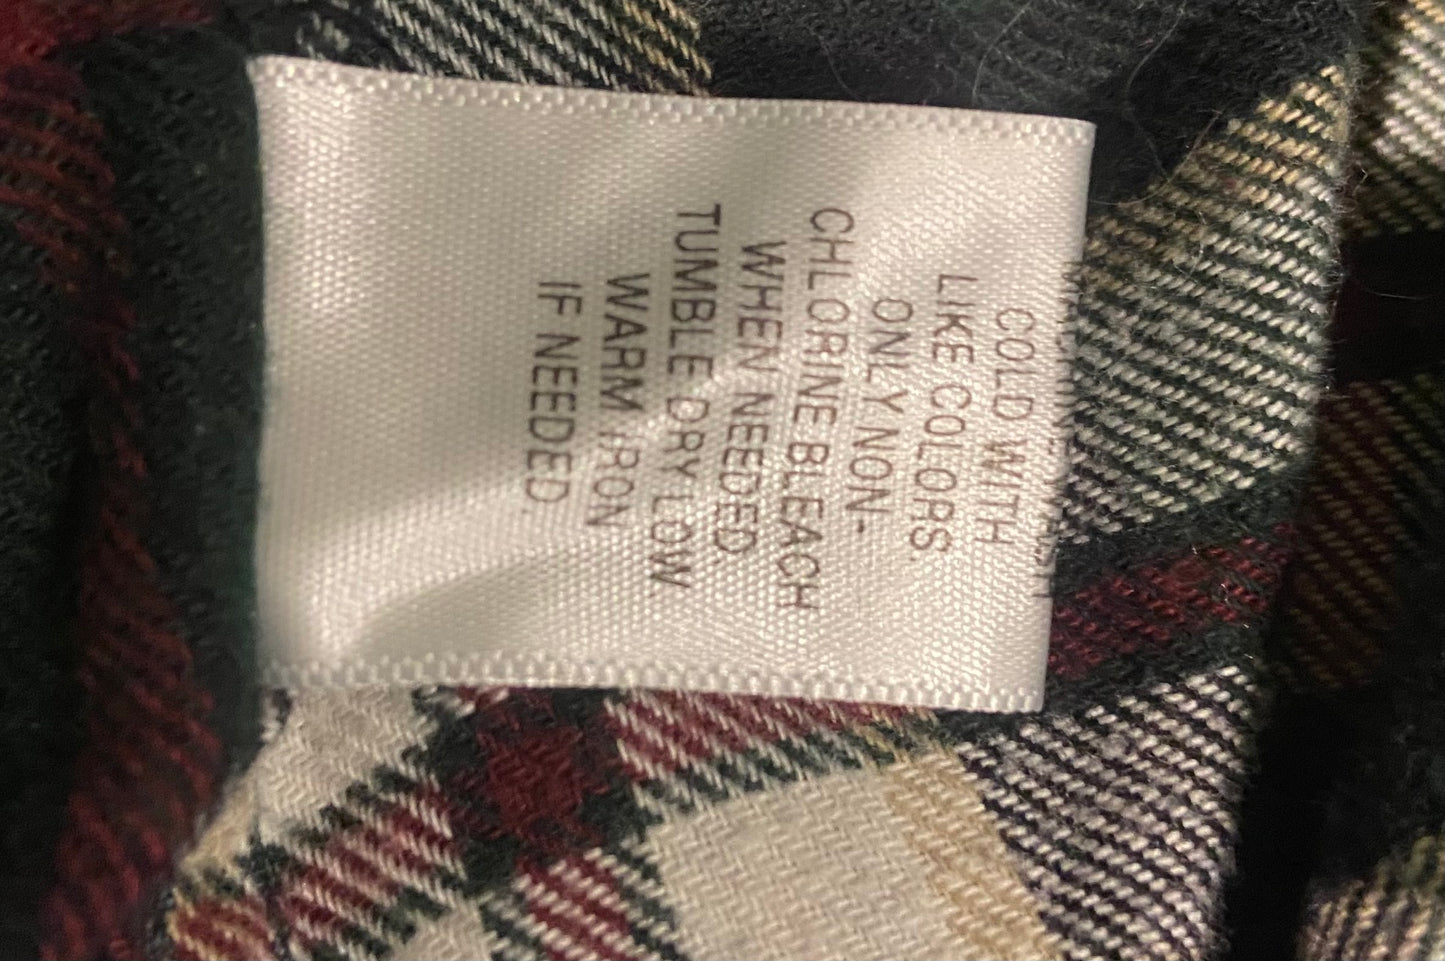 COLD WITH
LIKE COLORS.
ONLY NON-
CHLORINE BLEACH
WHEN NEEDED.
TUMBLE DRY LOW
WARM IRON
IF NEEDED.